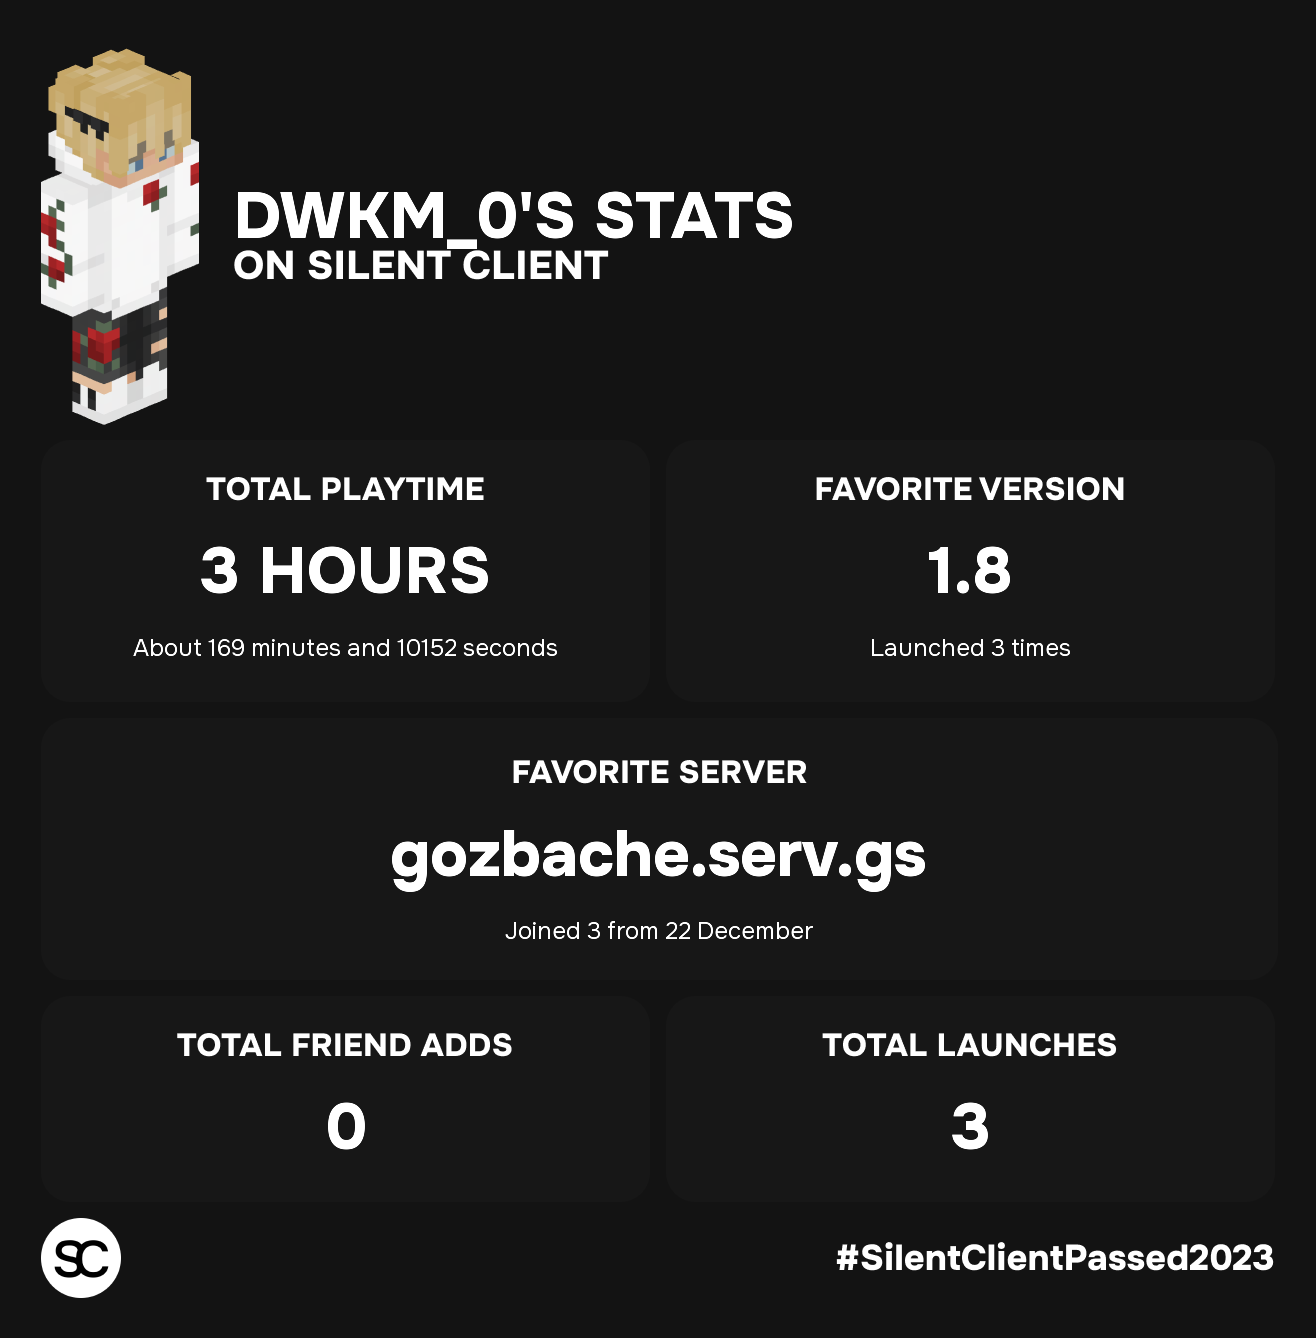 DWKM_0'S STATS
ON SILENT CLIENT
TOTAL PLAYTIME
3 HOURS
About 169 minutes and 10152 seconds
FAVORITE VERSION
1.8
Launched 3 times
FAVORITE SERVER
gozbache.serv.gs
Joined 3 from 22 December
TOTAL FRIEND ADDS
0
TOTAL LAUNCHES
3
SC
#SilentClientPassed2023